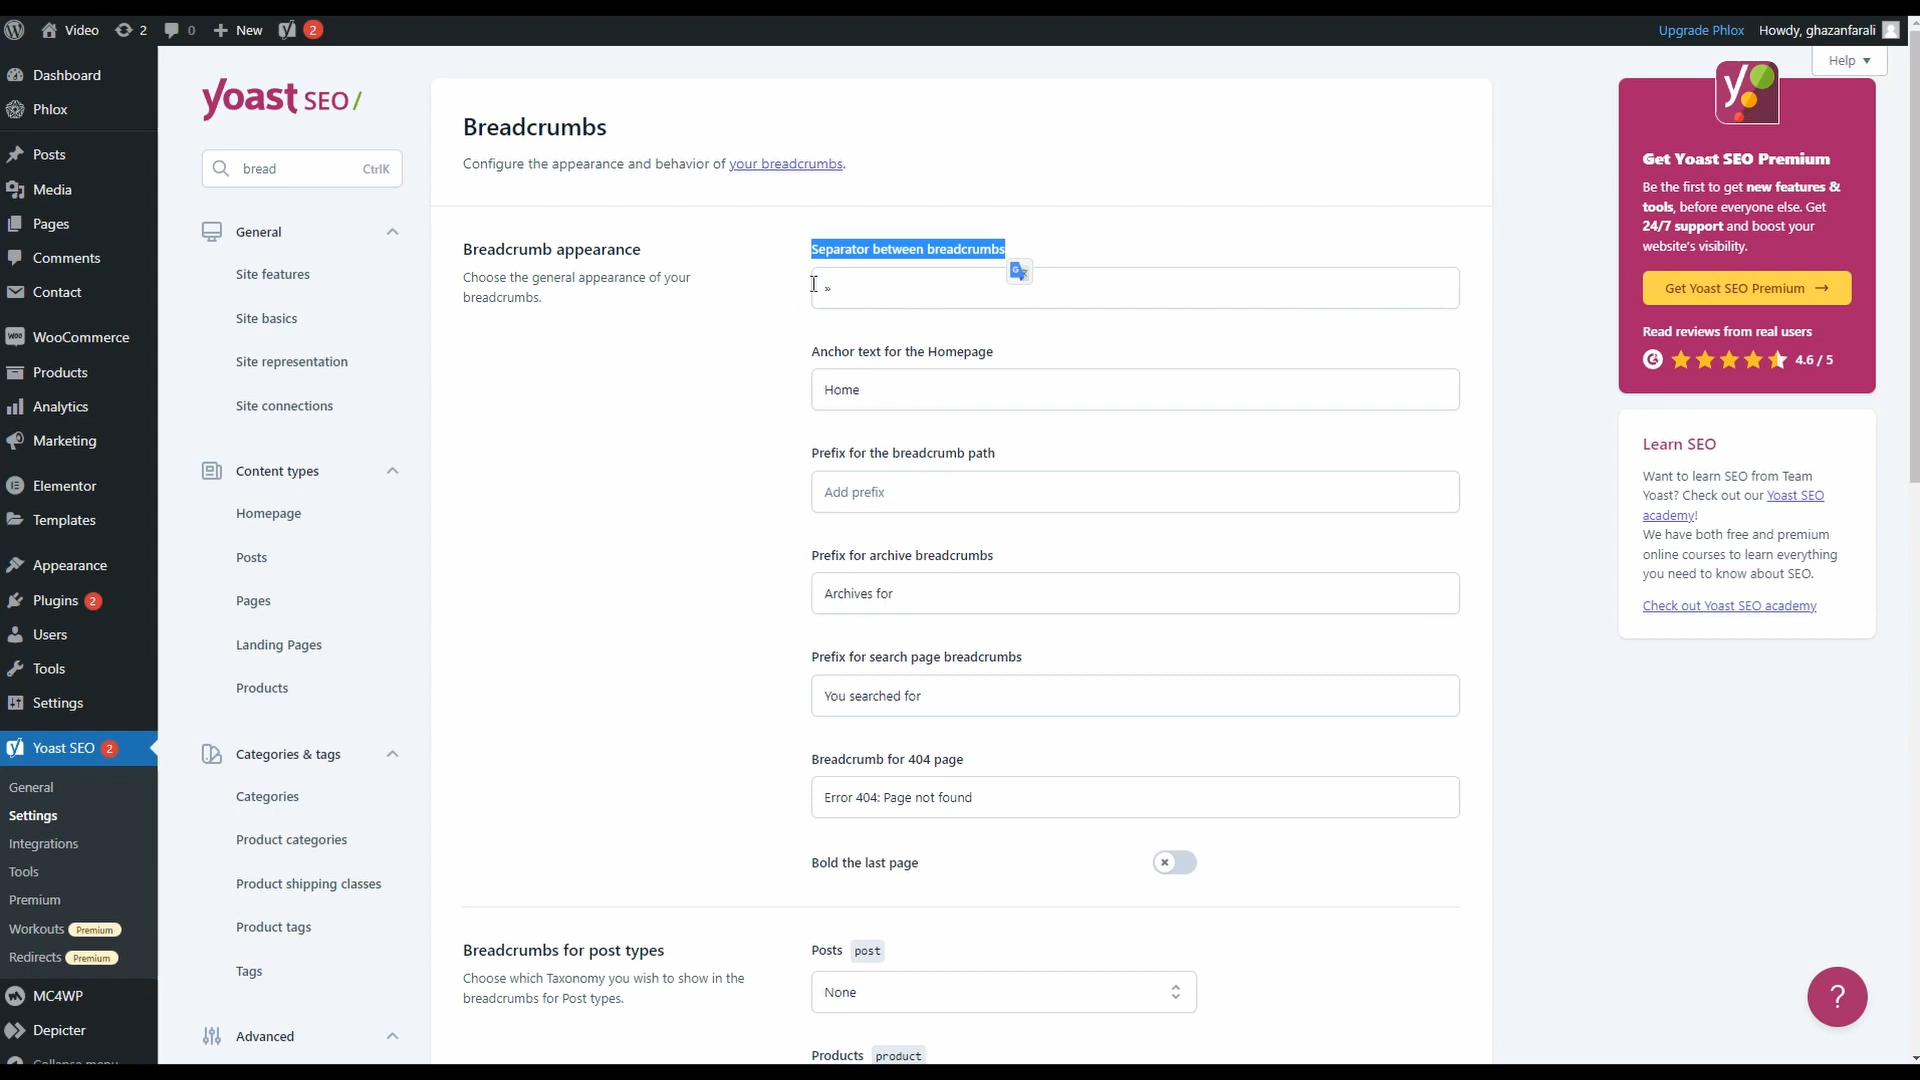 Video
2
0
New
2
Upgrade Phlox
Howdy, ghazanfarali
Help
Dashboard
Phlox
Posts
Media
Pages
Comments
Contact
WooCommerce
Products
Analytics
Marketing
Elementor
Templates
Appearance
Plugins 2
Users
Tools
Settings
Yoast SEO 2
General
Settings
Integrations
Tools
Premium
Workouts Premium
Redirects Premium
MC4WP
Depicter
Collapse menu
yoast SEO/
bread CtrlK
General
Site features
Site basics
Site representation
Site connections
Content types
Homepage
Posts
Pages
Landing Pages
Products
Categories & tags
Categories
Product categories
Product shipping classes
Product tags
Tags
Advanced
Breadcrumbs
Configure the appearance and behavior of your breadcrumbs.
Breadcrumb appearance
Choose the general appearance of your
breadcrumbs.
Separator between breadcrumbs
»
Anchor text for the Homepage
Home
Prefix for the breadcrumb path
Add prefix
Prefix for archive breadcrumbs
Archives for
Prefix for search page breadcrumbs
You searched for
Breadcrumb for 404 page
Error 404: Page not found
Bold the last page
Breadcrumbs for post types
Choose which Taxonomy you wish to show in the
breadcrumbs for Post types.
Posts post
None
Products product
Get Yoast SEO Premium
Be the first to get new features &
tools, before everyone else. Get
24/7 support and boost your
website's visibility.
Get Yoast SEO Premium →
Read reviews from real users
4.6 / 5
Learn SEO
Want to learn SEO from Team
Yoast? Check out our Yoast SEO
academy!
We have both free and premium
online courses to learn everything
you need to know about SEO.
Check out Yoast SEO academy
?